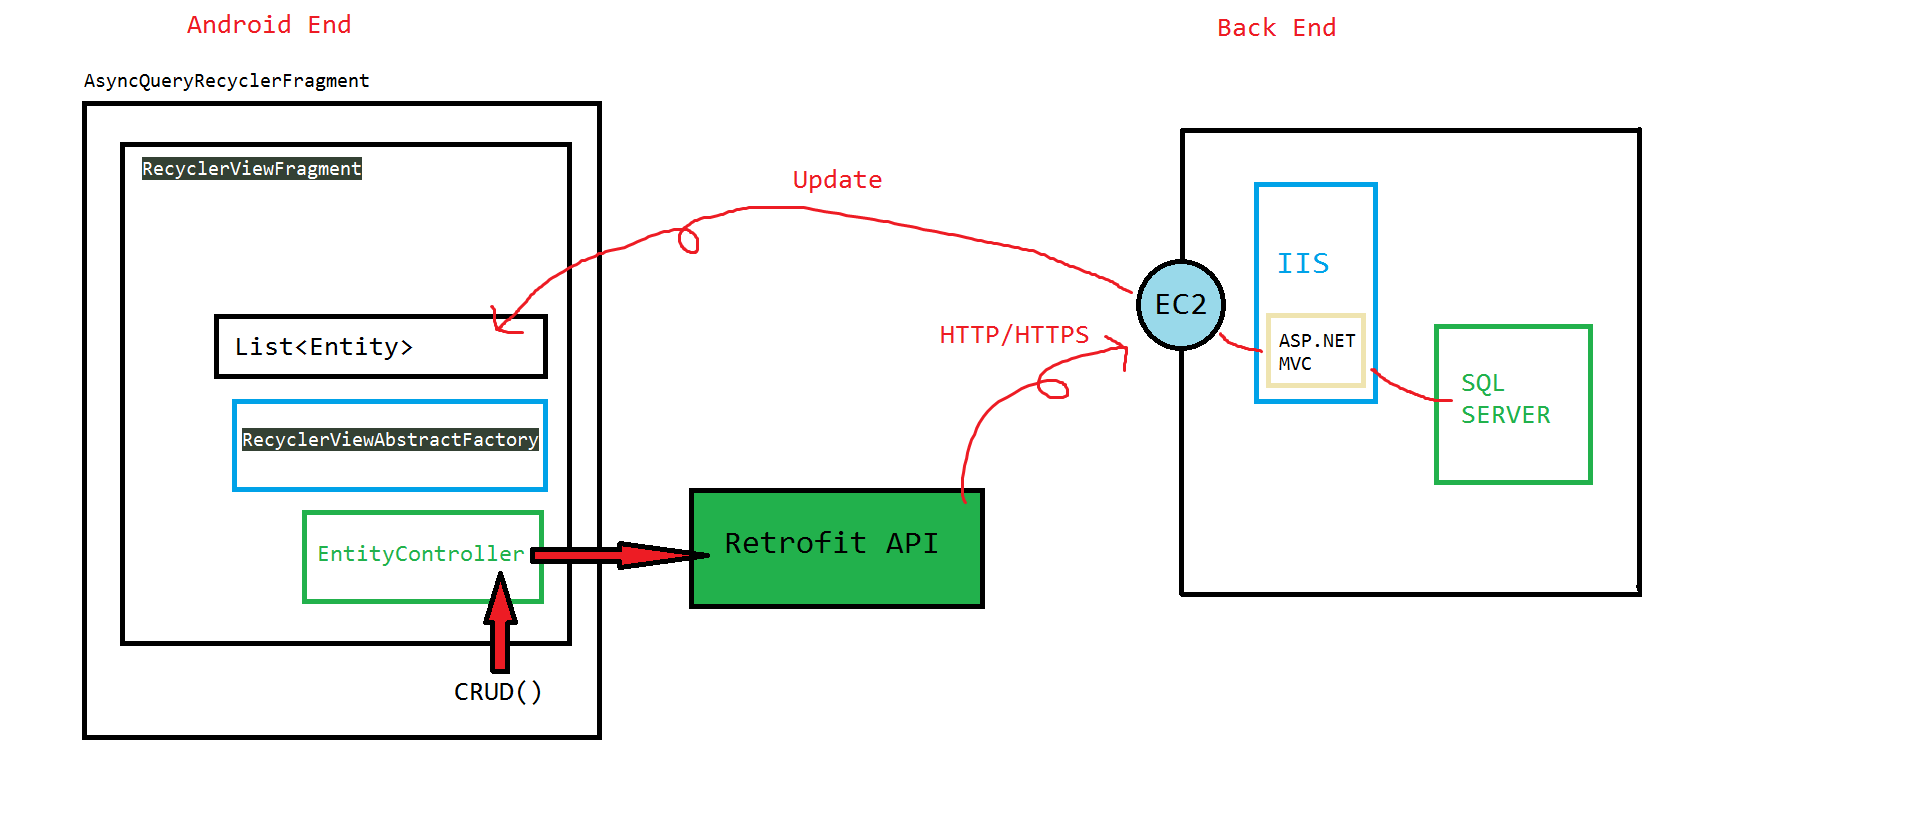 Android End
Back End
AsyncQueryRecyclerFragment
RecyclerViewFragment
Update
IIS
EC2
HTTP/HTTPS
List<Entity>
ASP.NET
MVC
SQL
SERVER
RecyclerViewAbstractFactory
EntityController
Retrofit API
CRUD()